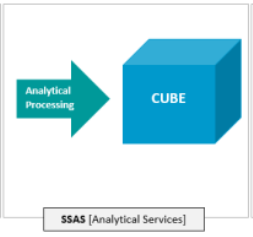 Analytical
Processing
CUBE
SSAS [Analytical Services]